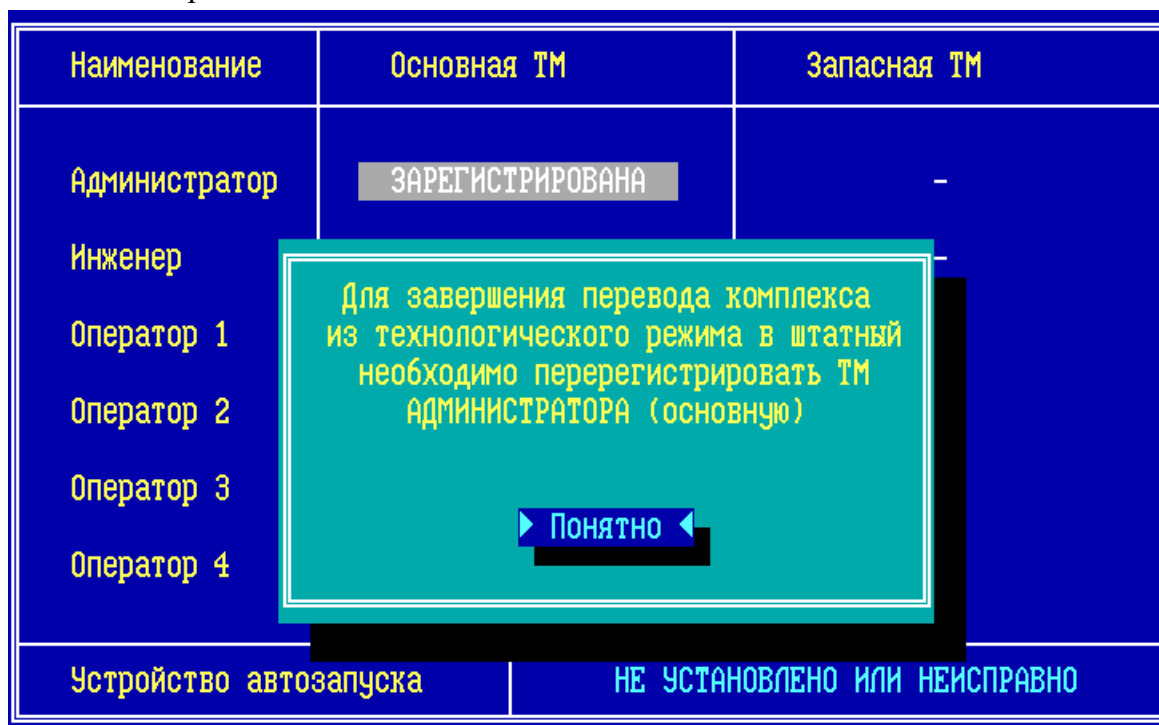 Наименование Основная ТМ Запасная ТМ
Администратор ЗАРЕГИСТРИРОВАНА -
Инженер -
Для завершения перевода комплекса
Оператор 1 из технологического режима в штатный
необходимо перерегистрировать ТМ
Оператор 2 АДМИНИСТРАТОРА (основную)
Оператор 3
Понятно
Оператор 4
Устройство автозапуска НЕ УСТАНОВЛЕНО ИЛИ НЕИСПРАВНО